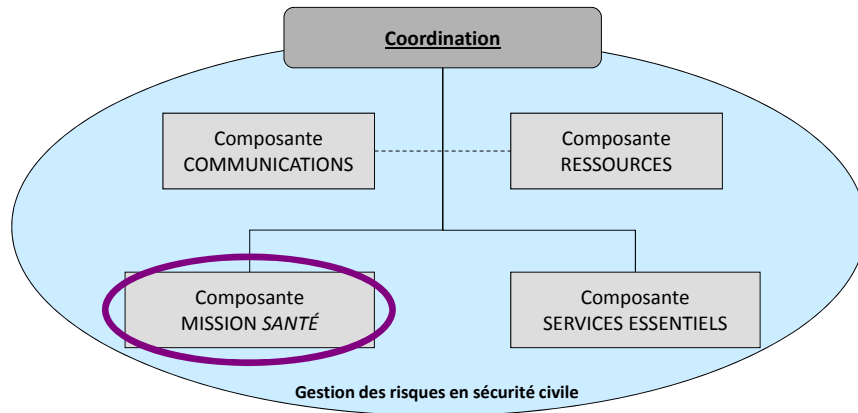 Coordination
Composante
COMMUNICATIONS
Composante
RESSOURCES
Composante
MISSION SANTÉ
Composante
SERVICES ESSENTIELS
Gestion des risques en sécurité civile